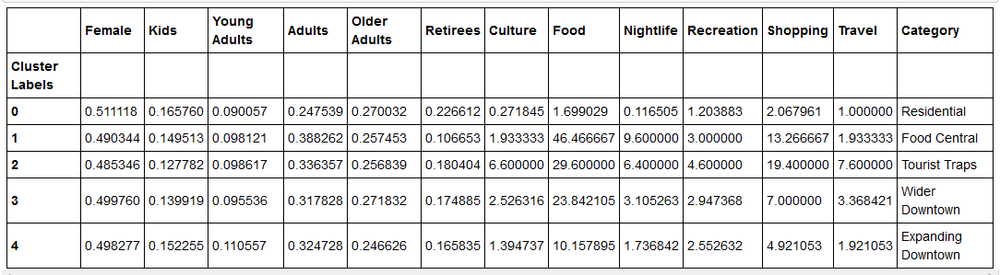 Female Kids Young Adults Adults Older Adults Retirees Culture Food Nightlife Recreation Shopping Travel Category
Cluster Labels
0 0.511118 0.165760 0.090057 0.247539 0.270032 0.226612 0.271845 1.699029 0.116505 1.203883 2.067961 1.000000 Residential
1 0.490344 0.149513 0.098121 0.388262 0.257453 0.106653 1.933333 46.466667 9.600000 3.000000 13.266667 1.933333 Food Central
2 0.485346 0.127782 0.098617 0.336357 0.256839 0.180404 6.600000 29.600000 6.400000 4.600000 19.400000 7.600000 Tourist Traps
3 0.499760 0.139919 0.095536 0.317828 0.271832 0.174885 2.526316 23.842105 3.105263 2.947368 7.000000 3.368421 Wider Downtown
4 0.498277 0.152255 0.110557 0.324728 0.246626 0.165835 1.394737 10.157895 1.736842 2.552632 4.921053 1.921053 Expanding Downtown